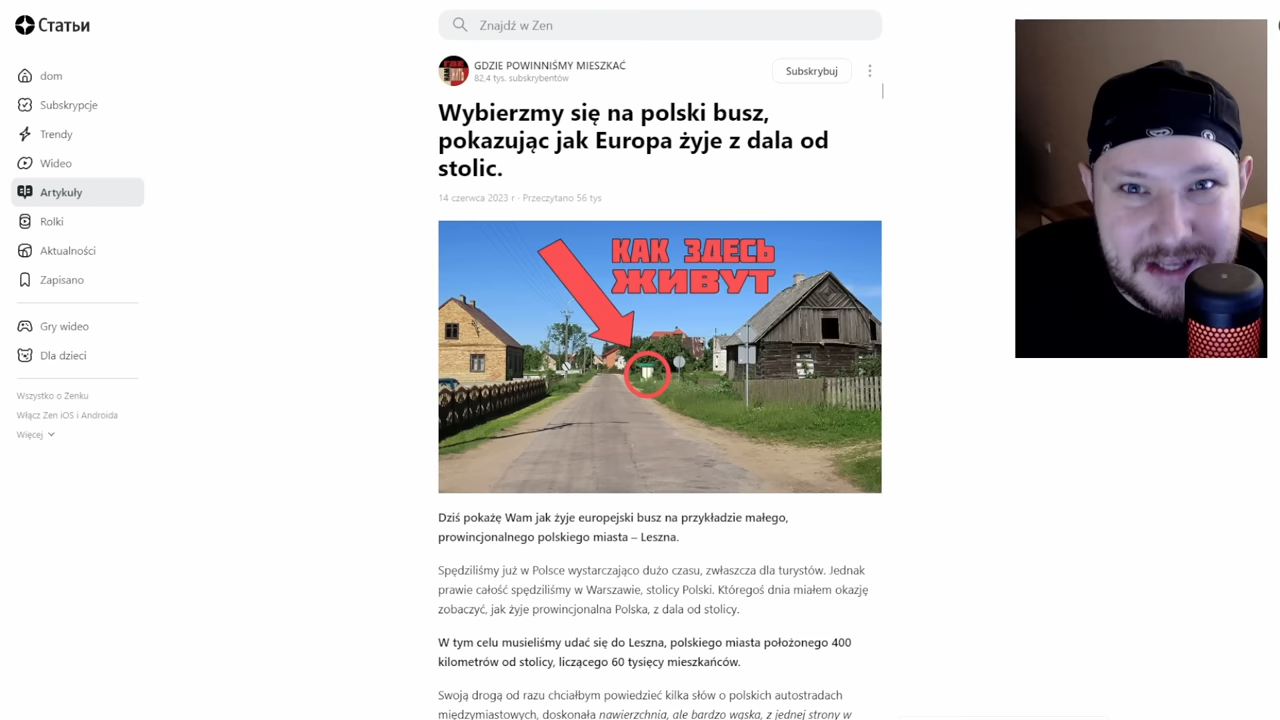 Статьи
Znajdź w Zen
dom
Subskrypcje
Trendy
Wideo
Artykuły
Rolki
Aktualności
Zapisano
Gry wideo
Dla dzieci
Wszystko o Zenku
Włącz Zen iOS i Androida
Więcej
GDZIE POWINNIŚMY MIESZKAĆ
82,4 tys. subskrybentów
Subskrybuj
Wybierzmy się na polski busz,
pokazując jak Europa żyje z dala od
stolic.
14 czerwca 2023 r · Przeczytano 56 tys
КАК ЗДЕСЬ
ЖИВУТ
Dziś pokażę Wam jak żyje europejski busz na przykładzie małego,
prowincjonalnego polskiego miasta – Leszna.
Spędziliśmy już w Polsce wystarczająco dużo czasu, zwłaszcza dla turystów. Jednak
prawie całość spędziliśmy w Warszawie, stolicy Polski. Któregoś dnia miałem okazję
zobaczyć, jak żyje prowincjonalna Polska, z dala od stolicy.
W tym celu musieliśmy udać się do Leszna, polskiego miasta położonego 400
kilometrów od stolicy, liczącego 60 tysięcy mieszkańców.
Swoją drogą od razu chciałbym powiedzieć kilka słów o polskich autostradach
międzymiastowych, doskonała nawierzchnia, ale bardzo wąska, z jednej strony w